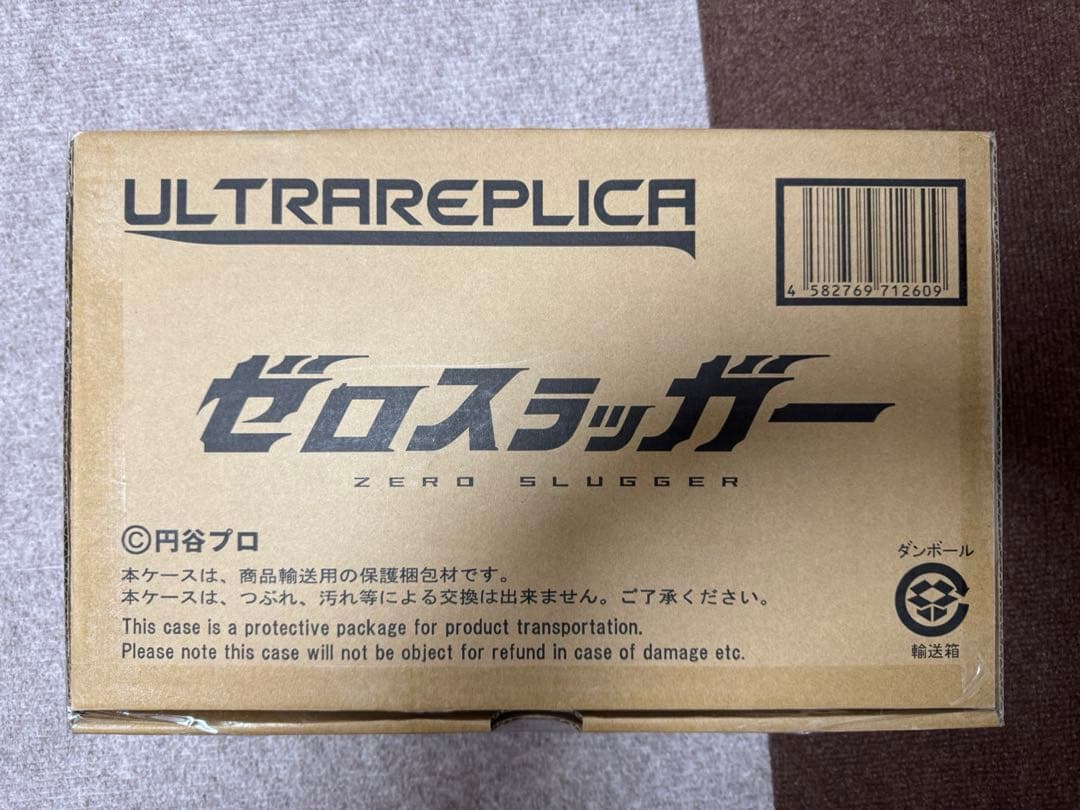 ULTRAREPLICA
4 582769 712609
ゼロスラッガー
ZERO SLUGGER
©円谷プロ
本ケースは、商品輸送用の保護梱包材です。
本ケースは、つぶれ、汚れ等による交換は出来ません。ご了承ください。
This case is a protective package for product transportation.
Please note this case will not be object for refund in case of damage etc.
ダンボール
輸送箱